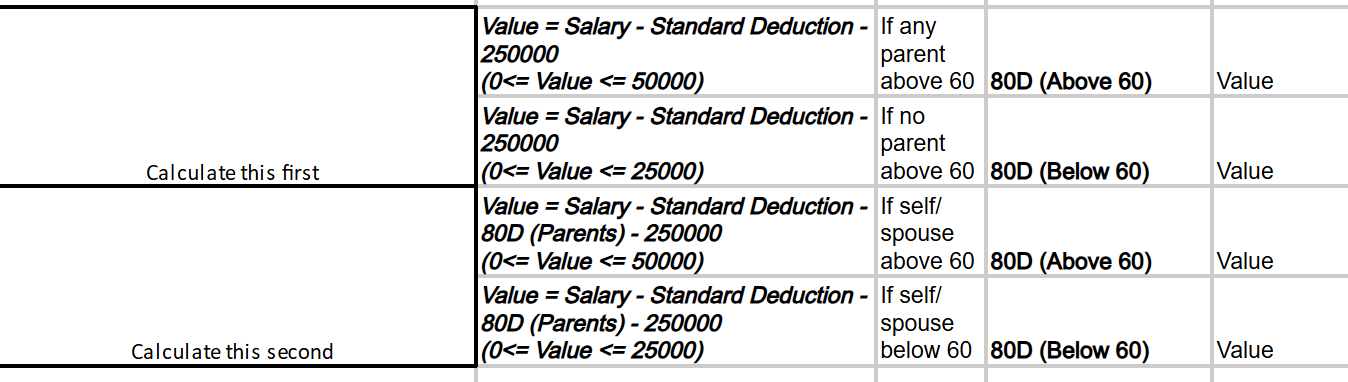 Value = Salary - Standard Deduction -
250000
(0<= Value <= 50000)
If any
parent
above 60
80D (Above 60)
Value
Calculate this first
Value = Salary - Standard Deduction -
250000
(0<= Value <= 25000)
If no
parent
above 60
80D (Below 60)
Value
Value = Salary - Standard Deduction -
80D (Parents) - 250000
(0<= Value <= 50000)
If self/
spouse
above 60
80D (Above 60)
Value
Calculate this second
Value = Salary - Standard Deduction -
80D (Parents) - 250000
(0<= Value <= 25000)
If self/
spouse
below 60
80D (Below 60)
Value